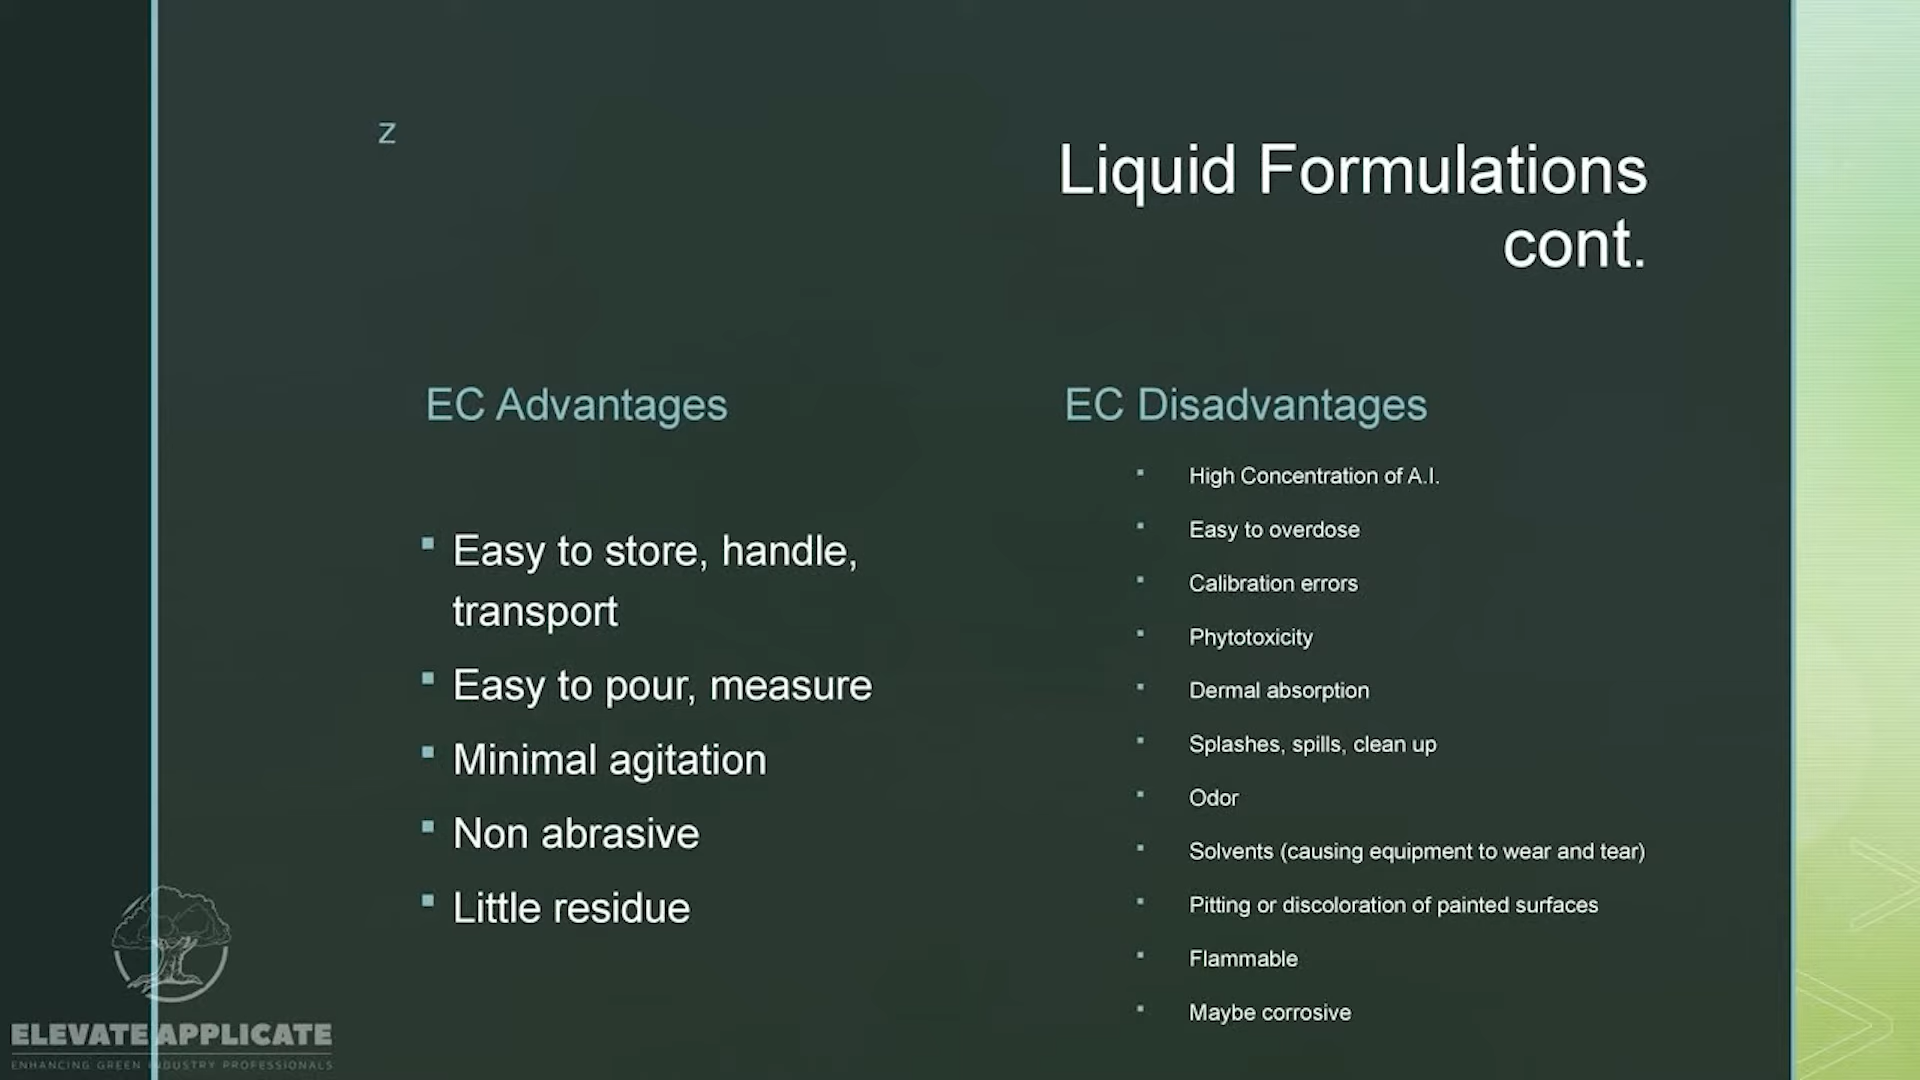 z
Liquid Formulations
cont.
EC Advantages
Easy to store, handle,
transport
Easy to pour, measure
Minimal agitation
Non abrasive
Little residue
EC Disadvantages
High Concentration of A.I.
Easy to overdose
Calibration errors
Phytotoxicity
Dermal absorption
Splashes, spills, clean up
Odor
Solvents (causing equipment to wear and tear)
Pitting or discoloration of painted surfaces
Flammable
Maybe corrosive
ELEVATE APPLICATE
ENHANCING GREEN INDUSTRY PROFESSIONALS